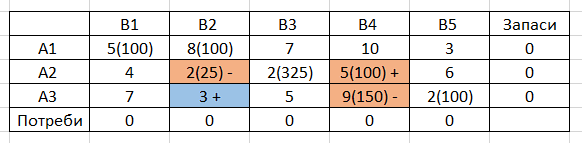 B1 B2 B3 B4 B5 Запаси
A1 5(100) 8(100) 7 10 3 0
A2 4 2(25) - 2(325) 5(100) + 6 0
A3 7 3 + 5 9(150) - 2(100) 0
Потреби 0 0 0 0 0